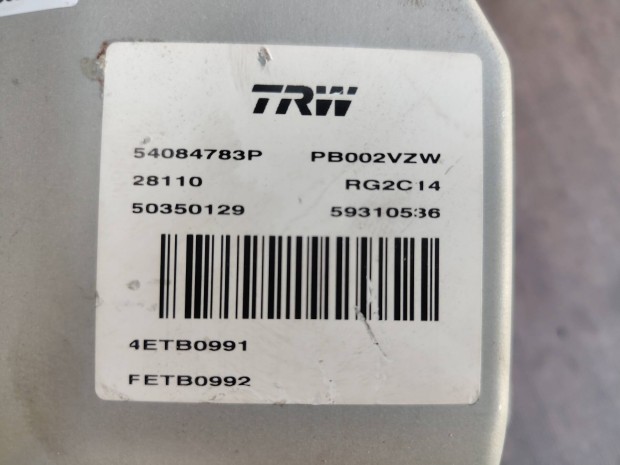 TRW
54084783P PB002VZW
28110 RG2C14
50350129 59310536
4ETB0991
FETB0992